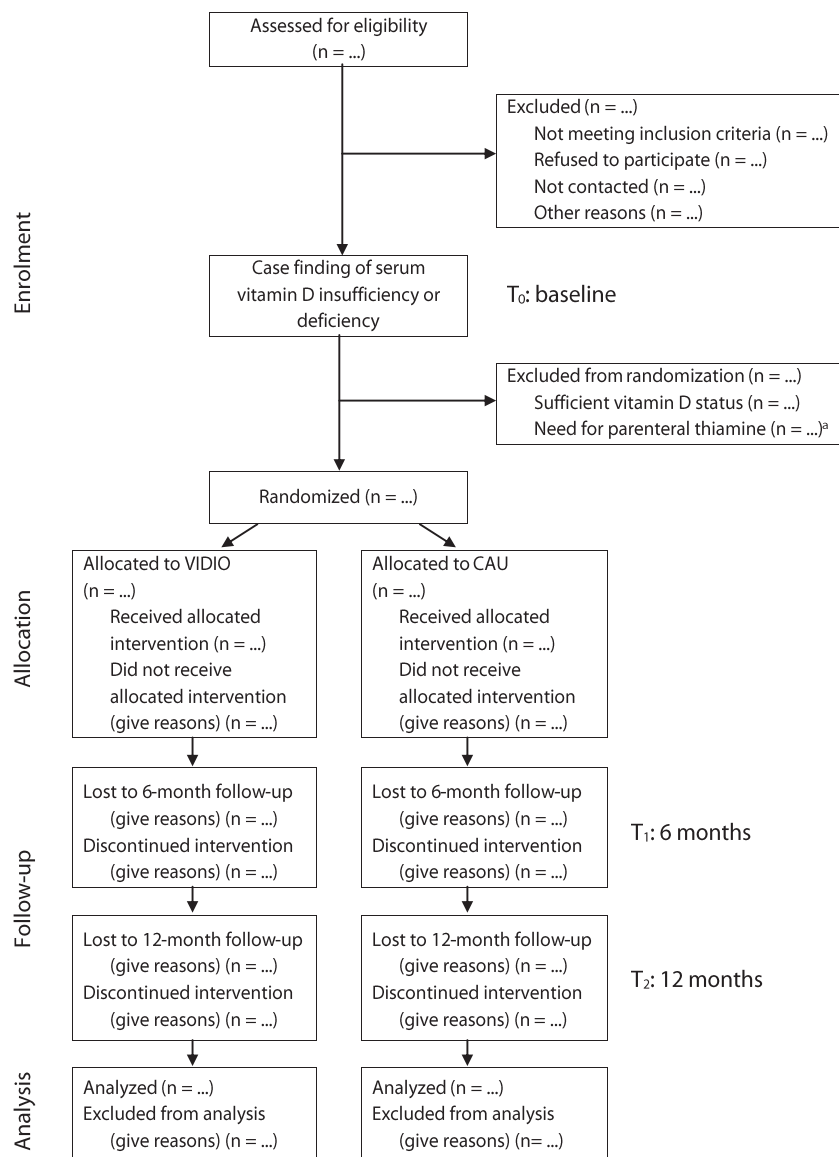 Assessed for eligibility
(n = ...)
Excluded (n = ...)
Not meeting inclusion criteria (n = ...)
Refused to participate (n = ...)
Not contacted (n = ...)
Other reasons (n = ...)
Enrolment
Case finding of serum
vitamin D insufficiency or
deficiency
T₀: baseline
Excluded from randomization (n = ...)
Sufficient vitamin D status (n = ...)
Need for parenteral thiamine (n = ...)ᵃ
Randomized (n = ...)
Allocation
Allocated to VIDIO
(n = ...)
Received allocated
intervention (n = ...)
Did not receive
allocated intervention
(give reasons) (n = ...)
Allocated to CAU
(n = ...)
Received allocated
intervention (n = ...)
Did not receive
allocated intervention
(give reasons) (n = ...)
Follow-up
Lost to 6-month follow-up
(give reasons) (n = ...)
Discontinued intervention
(give reasons) (n = ...)
Lost to 6-month follow-up
(give reasons) (n = ...)
Discontinued intervention
(give reasons) (n = ...)
T₁: 6 months
Lost to 12-month follow-up
(give reasons) (n = ...)
Discontinued intervention
(give reasons) (n = ...)
Lost to 12-month follow-up
(give reasons) (n = ...)
Discontinued intervention
(give reasons) (n = ...)
T₂: 12 months
Analysis
Analyzed (n = ...)
Excluded from analysis
(give reasons) (n = ...)
Analyzed (n = ...)
Excluded from analysis
(give reasons) (n= ...)